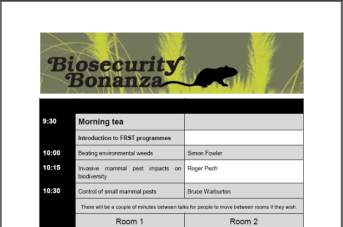 Biosecurity
Bonanza
9:30 Morning tea
Introduction to FRST programmes
10:00 Beating environmental weeds Simon Fowler
10:15 Invasive mammal pest impacts on Roger Pech
biodiversity
10:30 Control of small mammal pests Bruce Warburton
There will be a couple of minutes between talks for people to move between rooms if they wish.
Room 1 Room 2